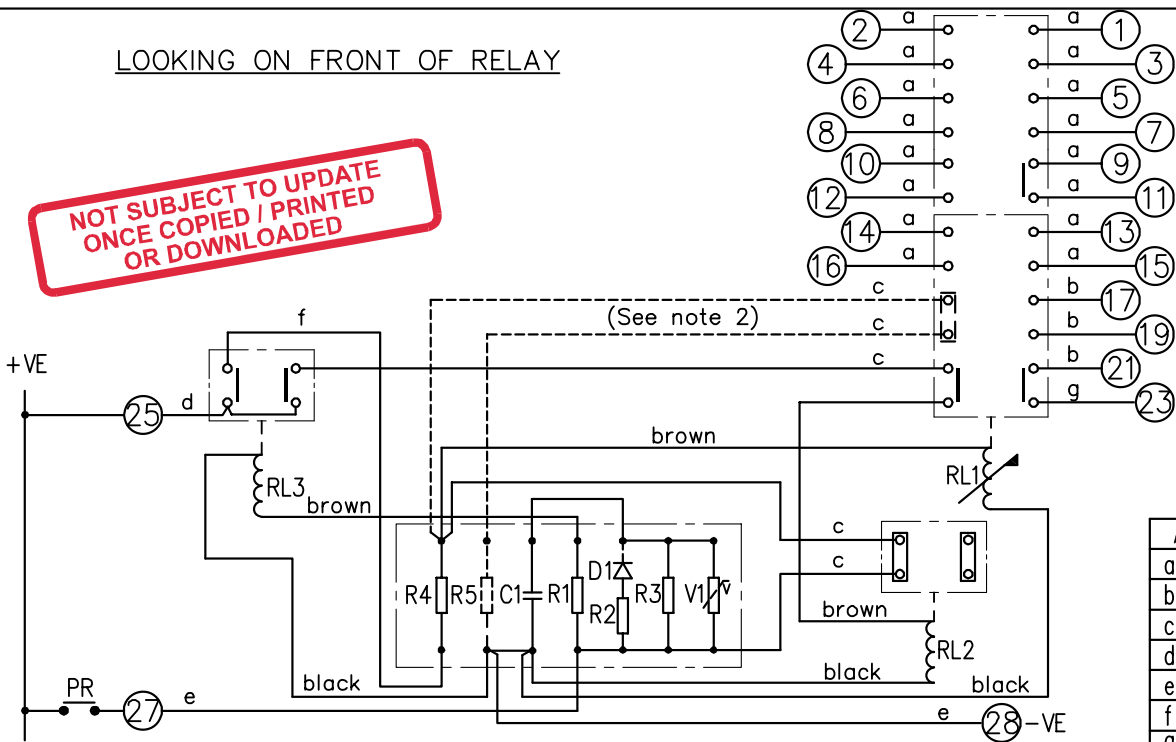 LOOKING ON FRONT OF RELAY
NOT SUBJECT TO UPDATE
ONCE COPIED / PRINTED
OR DOWNLOADED
2 a a 1
4 a a 3
6 a a 5
8 a a 7
10 a a 9
12 a a 11
14 a a 13
16 a a 15
c b 17
(See note 2)
c b 19
f
+VE
c b 21
25 d
g 23
brown
RL3
RL1
brown
c
c
R4 R5 C1 R1 D1 R2 R3 V1
brown
RL2
black
black
black
PR
27 e
e 28 -VE
a
b
c
d
e
f